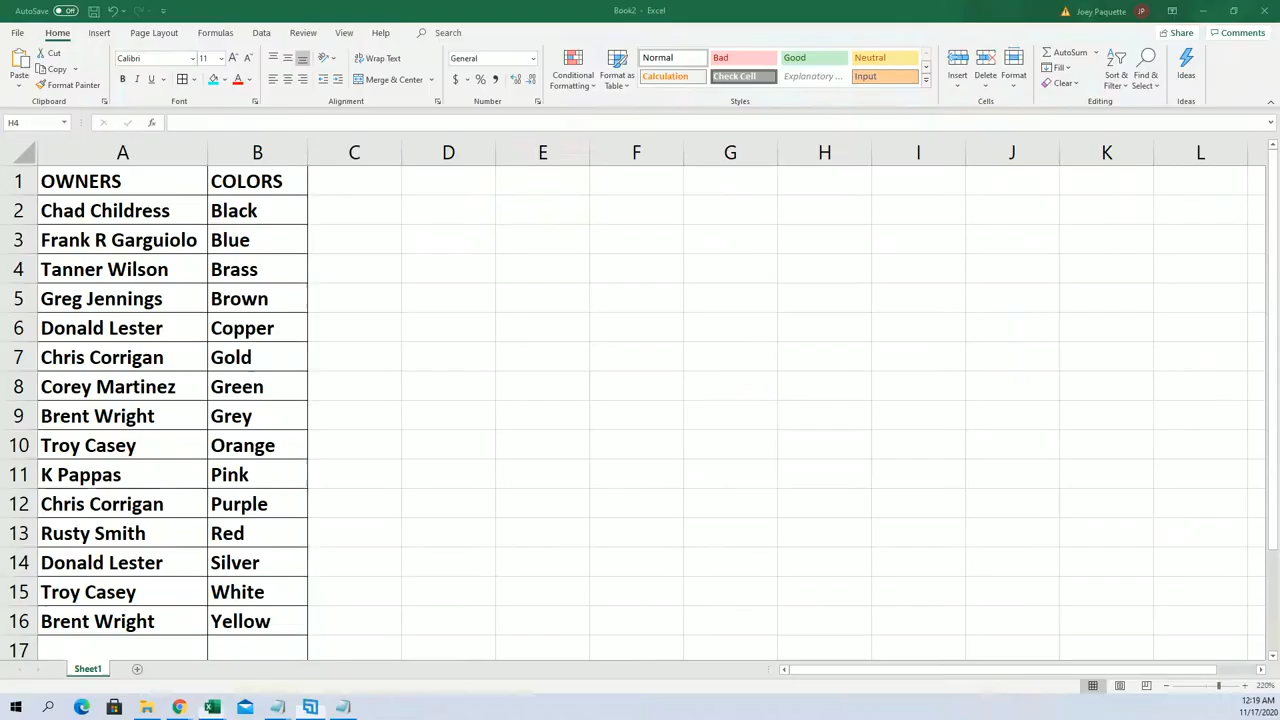 AutoSave Off Book2 - Excel Joey Paquette JP
File Home Insert Page Layout Formulas Data Review View Help Search Share Comments
Paste Cut Copy Format Painter Clipboard
Calibri 11 A A B I U A Font
Wrap Text Merge & Center Alignment
General $ % , Number
Conditional Formatting Format as Table
Normal Bad Good Neutral
Calculation Check Cell Explanatory ... Input
Styles
Insert Delete Format Cells
AutoSum Fill Clear Sort & Filter Find & Select Editing
Ideas Ideas
H4 fx
A B C D E F G H I J K L
1 OWNERS COLORS
2 Chad Childress Black
3 Frank R Garguiolo Blue
4 Tanner Wilson Brass
5 Greg Jennings Brown
6 Donald Lester Copper
7 Chris Corrigan Gold
8 Corey Martinez Green
9 Brent Wright Grey
10 Troy Casey Orange
11 K Pappas Pink
12 Chris Corrigan Purple
13 Rusty Smith Red
14 Donald Lester Silver
15 Troy Casey White
16 Brent Wright Yellow
17
Sheet1
220%
12:19 AM
11/17/2020